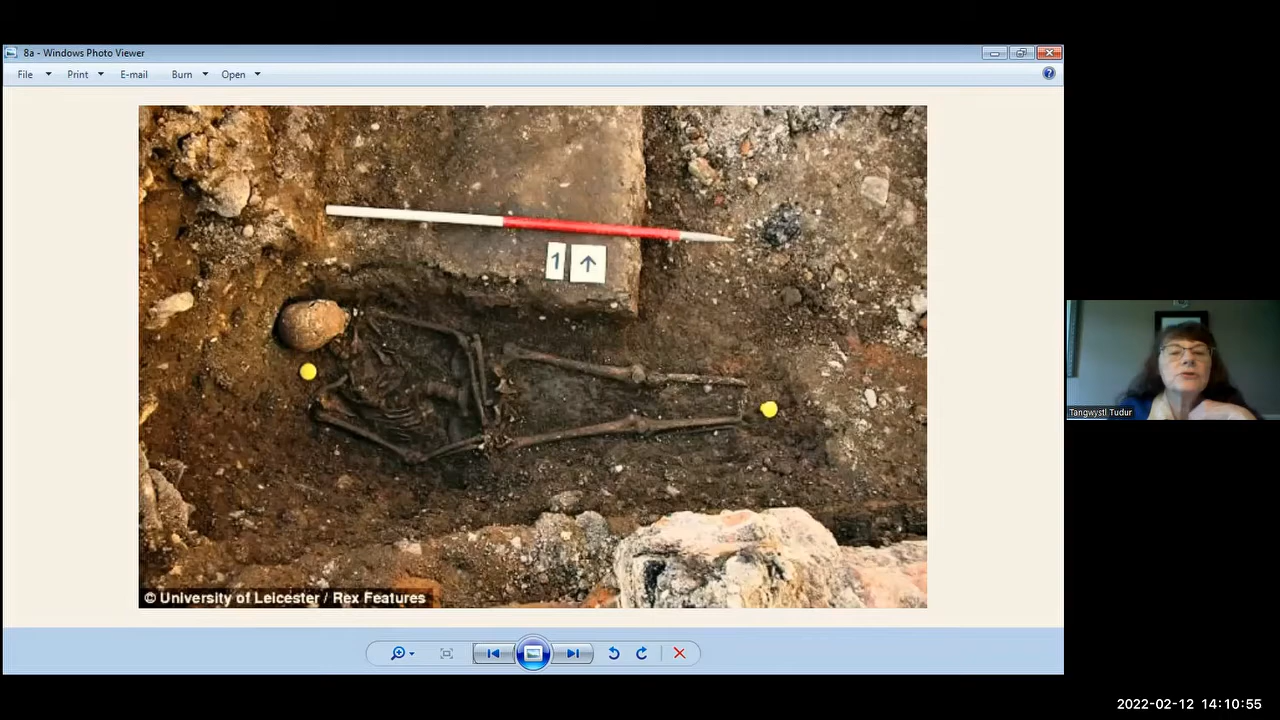 8a - Windows Photo Viewer
File Print E-mail Burn Open
1
© University of Leicester / Rex Features
Tangwystl Tudur
2022-02-12 14:10:55